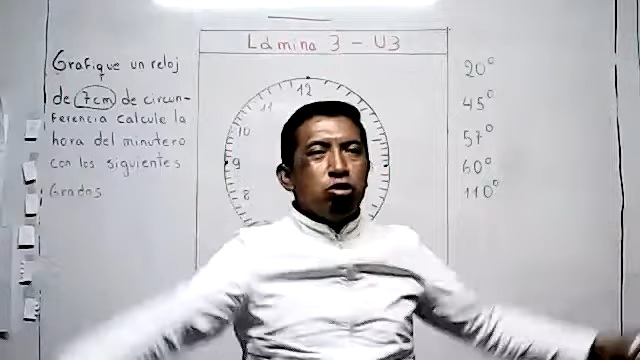 Lámina 3 - U3
Grafique un reloj
de 7cm de circun-
ferencia calcule la
hora del minutero
con los siguientes
Grados
12
11
10
9
8
20°
45°
57°
60°
110°